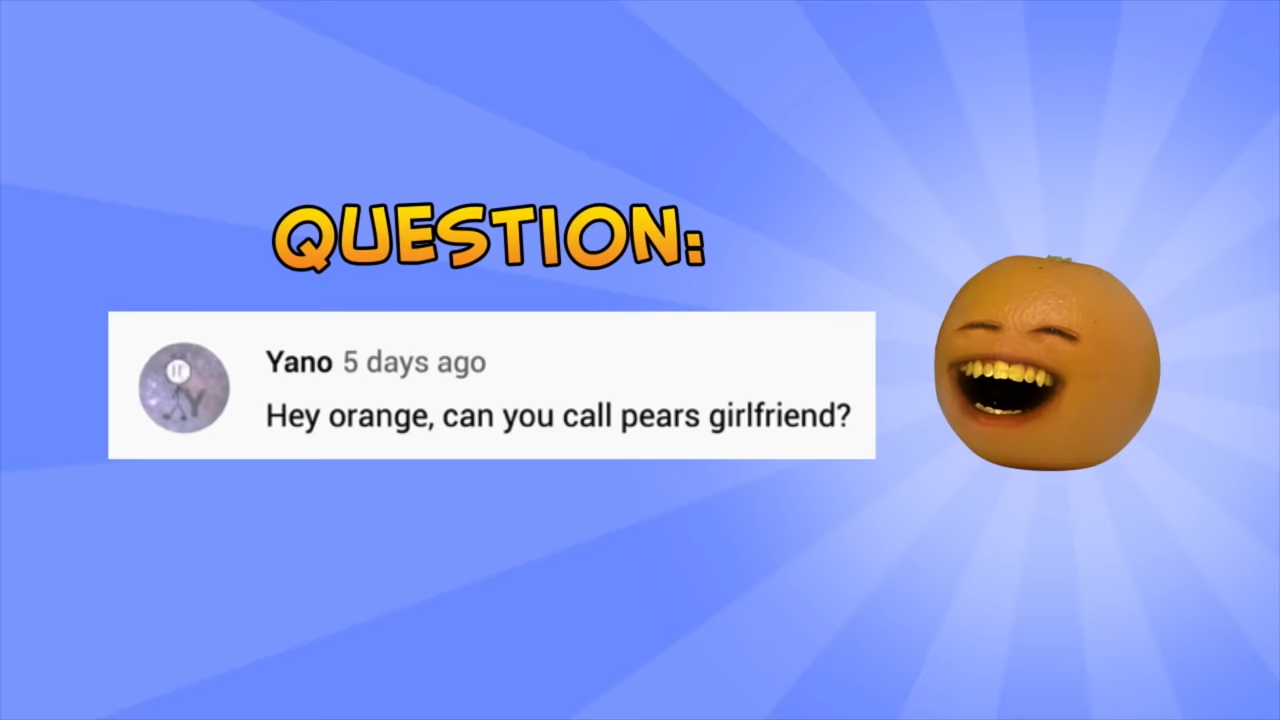 QUESTION:
Yano 5 days ago
Hey orange, can you call pears girlfriend?